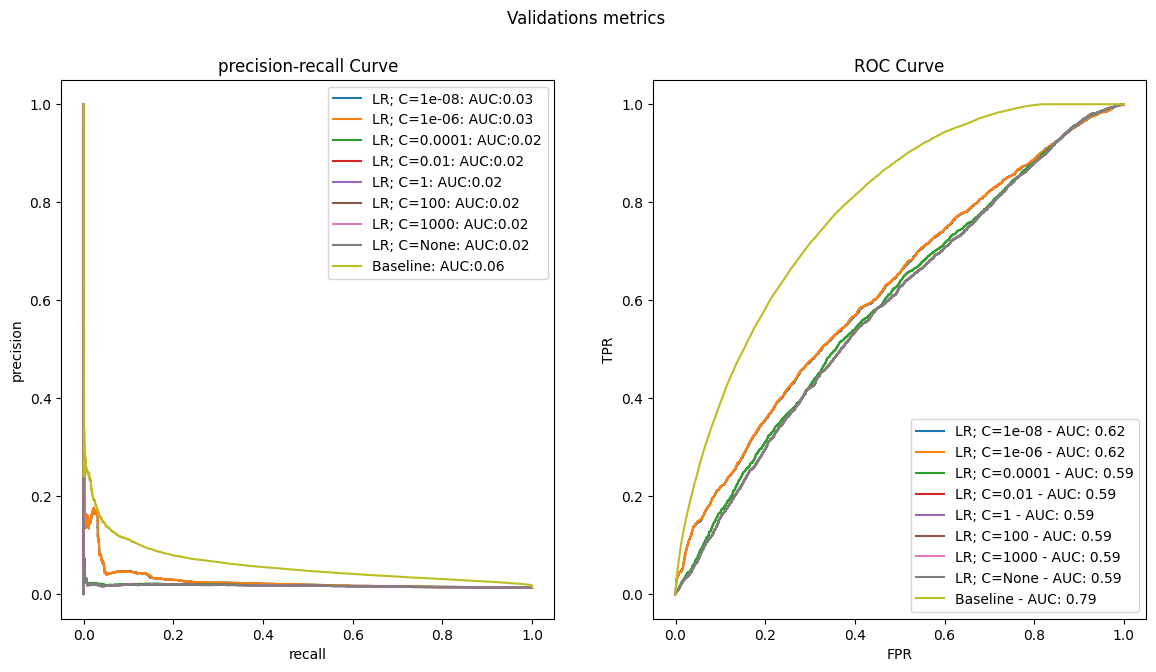 Validations metrics
precision-recall Curve
precision
1.0
0.8
0.6
0.4
0.2
0.0
LR; C=1e-08: AUC:0.03
LR; C=1e-06: AUC:0.03
LR; C=0.0001: AUC:0.02
LR; C=0.01: AUC:0.02
LR; C=1: AUC:0.02
LR; C=100: AUC:0.02
LR; C=1000: AUC:0.02
LR; C=None: AUC:0.02
Baseline: AUC:0.06
0.0 0.2 0.4 0.6 0.8 1.0
recall
ROC Curve
TPR
1.0
0.8
0.6
0.4
0.2
0.0
LR; C=1e-08 - AUC: 0.62
LR; C=1e-06 - AUC: 0.62
LR; C=0.0001 - AUC: 0.59
LR; C=0.01 - AUC: 0.59
LR; C=1 - AUC: 0.59
LR; C=100 - AUC: 0.59
LR; C=1000 - AUC: 0.59
LR; C=None - AUC: 0.59
Baseline - AUC: 0.79
0.0 0.2 0.4 0.6 0.8 1.0
FPR